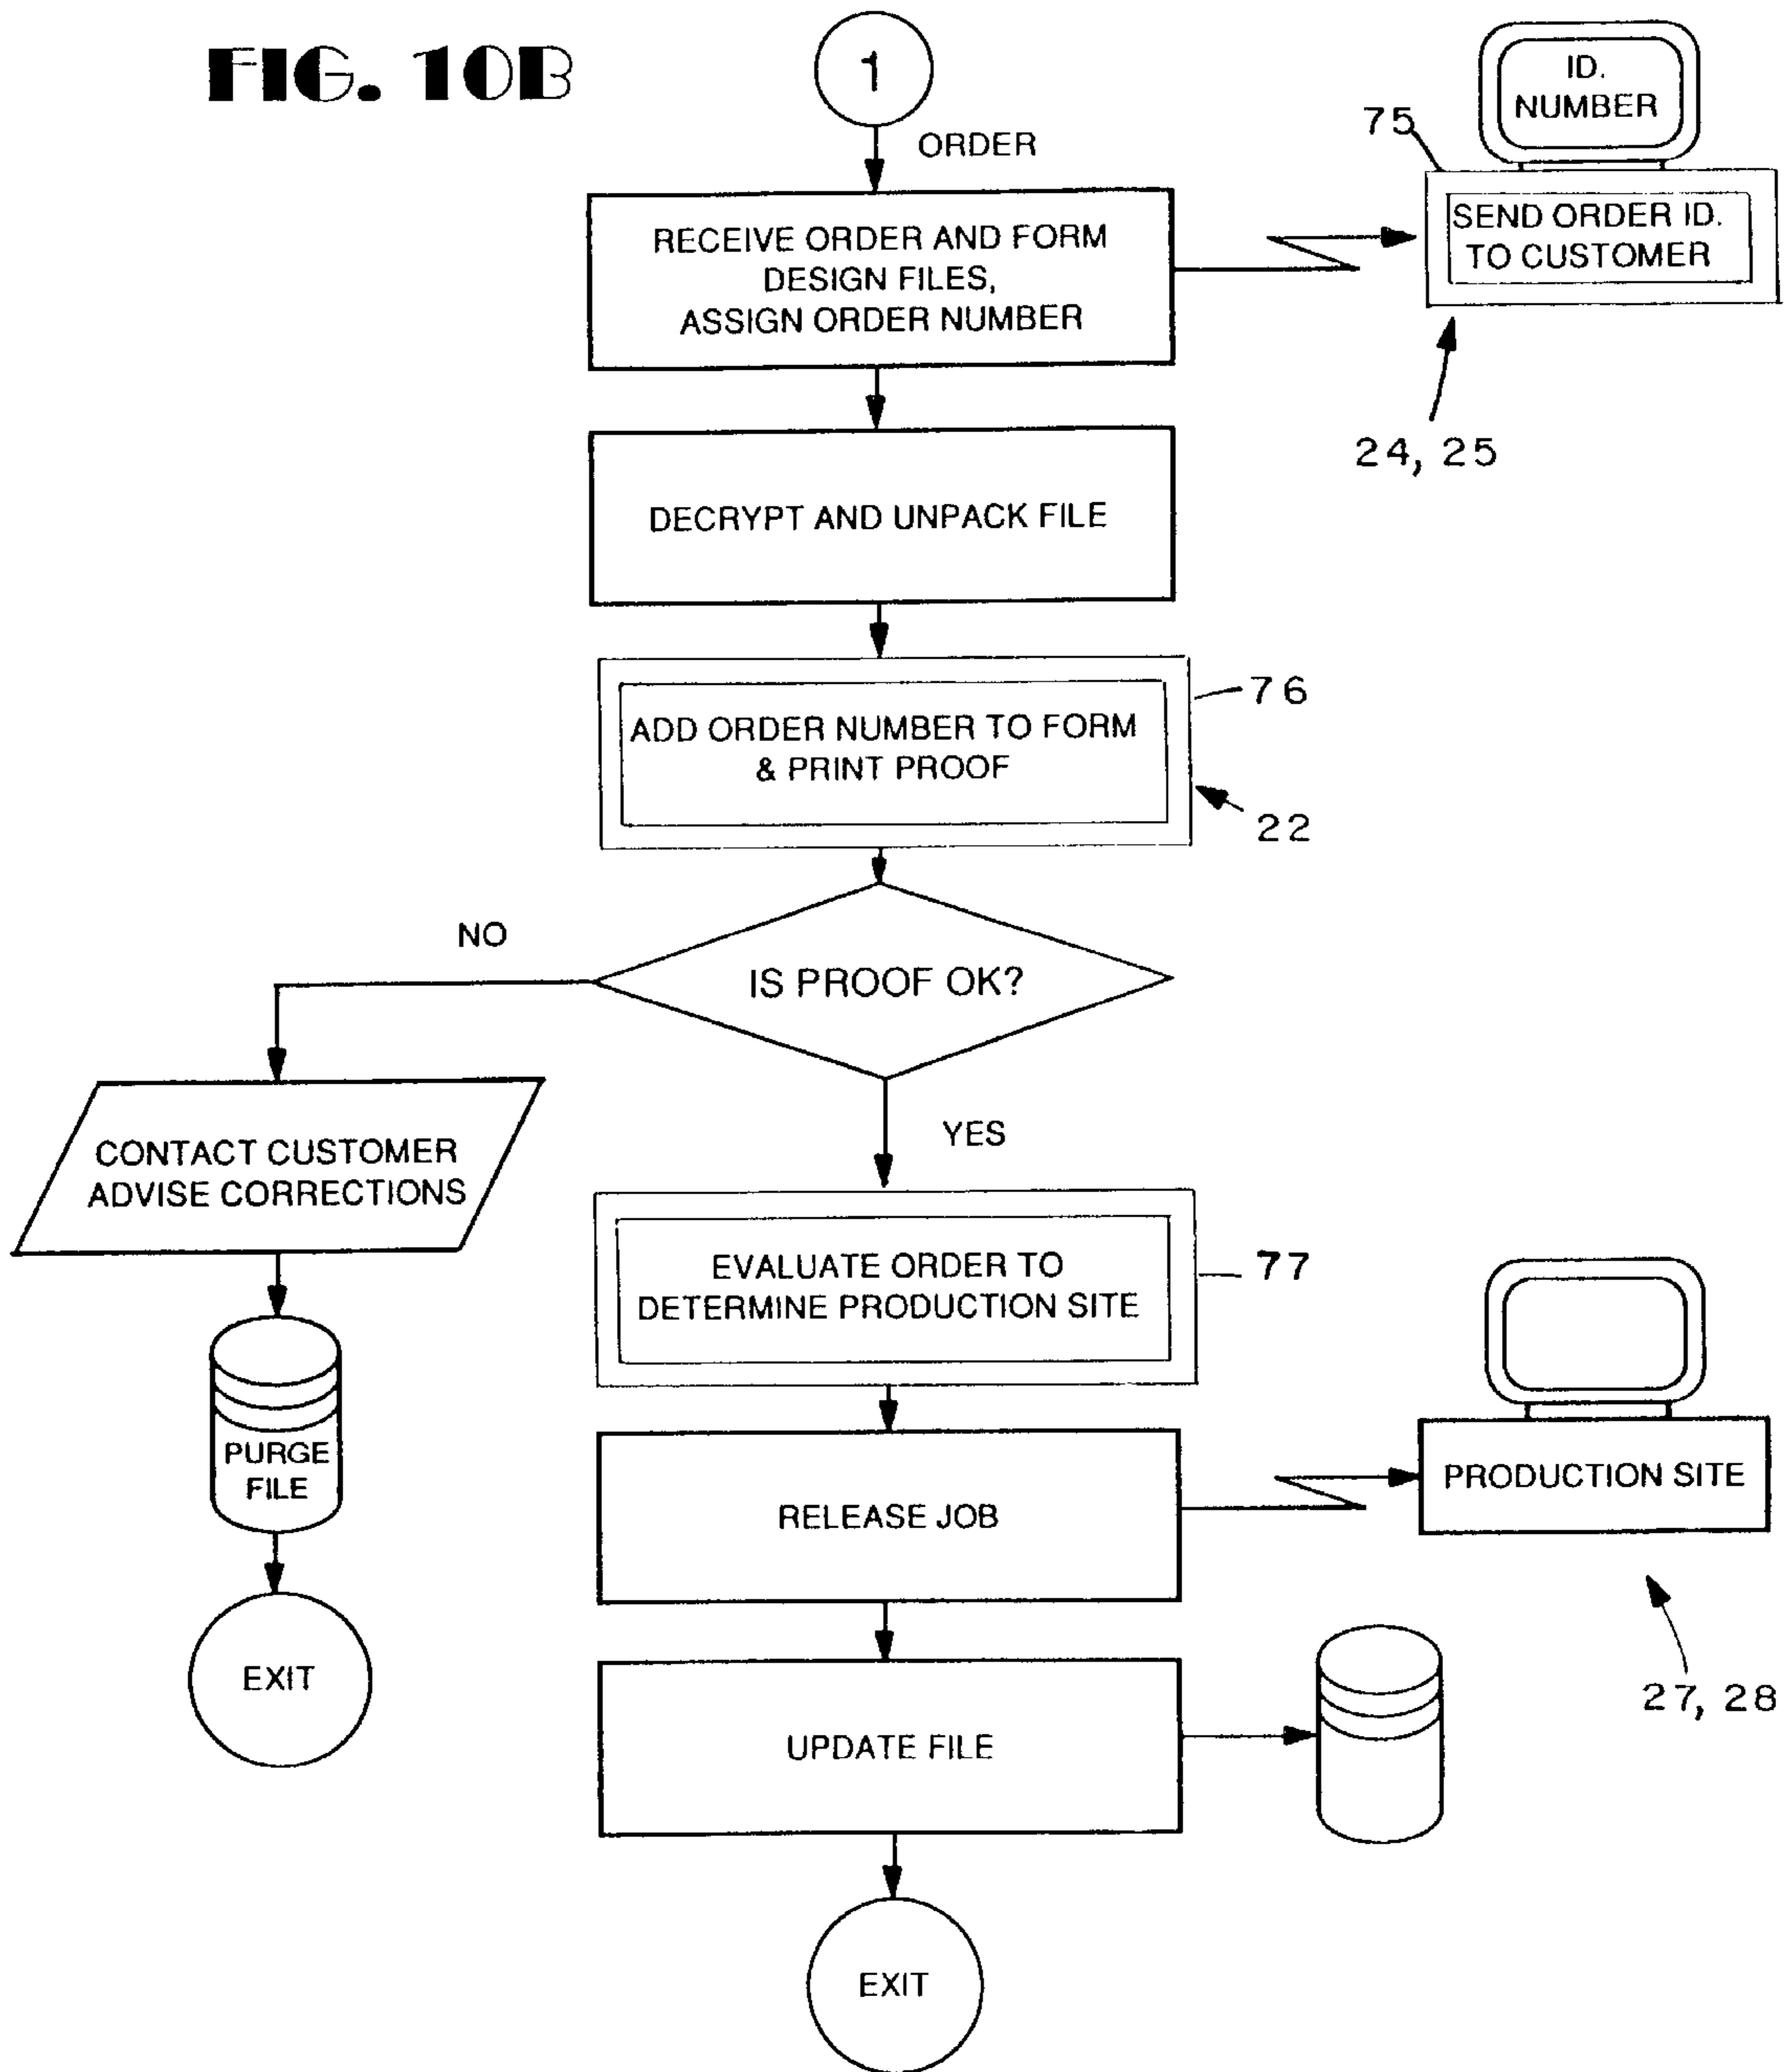 FIG. 10B
1
ORDER
ID.
NUMBER
75
RECEIVE ORDER AND FORM
DESIGN FILES,
ASSIGN ORDER NUMBER
SEND ORDER ID.
TO CUSTOMER
24, 25
DECRYPT AND UNPACK FILE
76
ADD ORDER NUMBER TO FORM
& PRINT PROOF
22
NO
IS PROOF OK?
YES
CONTACT CUSTOMER
ADVISE CORRECTIONS
EVALUATE ORDER TO
DETERMINE PRODUCTION SITE
77
PURGE
FILE
RELEASE JOB
PRODUCTION SITE
27, 28
EXIT
UPDATE FILE
EXIT